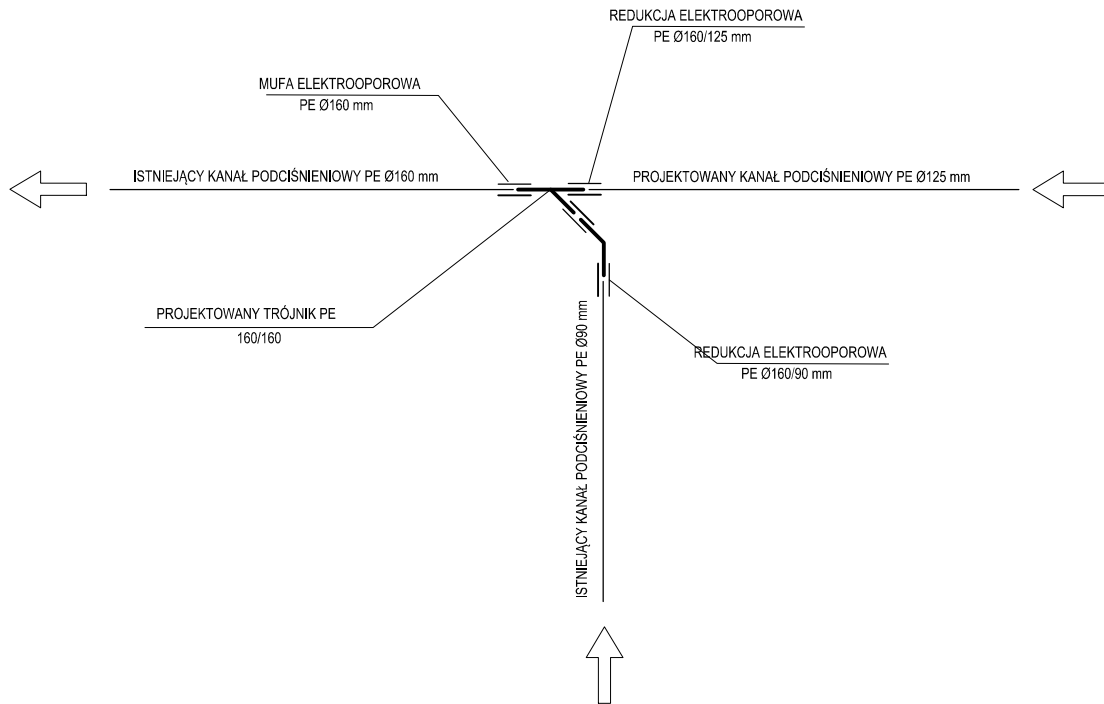 REDUKCJA ELEKTROOPOROWA
PE Ø160/125 mm
MUFA ELEKTROOPOROWA
PE Ø160 mm
ISTNIEJĄCY KANAŁ PODCIŚNIENIOWY PE Ø160 mm
PROJEKTOWANY KANAŁ PODCIŚNIENIOWY PE Ø125 mm
PROJEKTOWANY TRÓJNIK PE
160/160
ISTNIEJĄCY KANAŁ PODCIŚNIENIOWY PE Ø90 mm
REDUKCJA ELEKTROOPOROWA
PE Ø160/90 mm